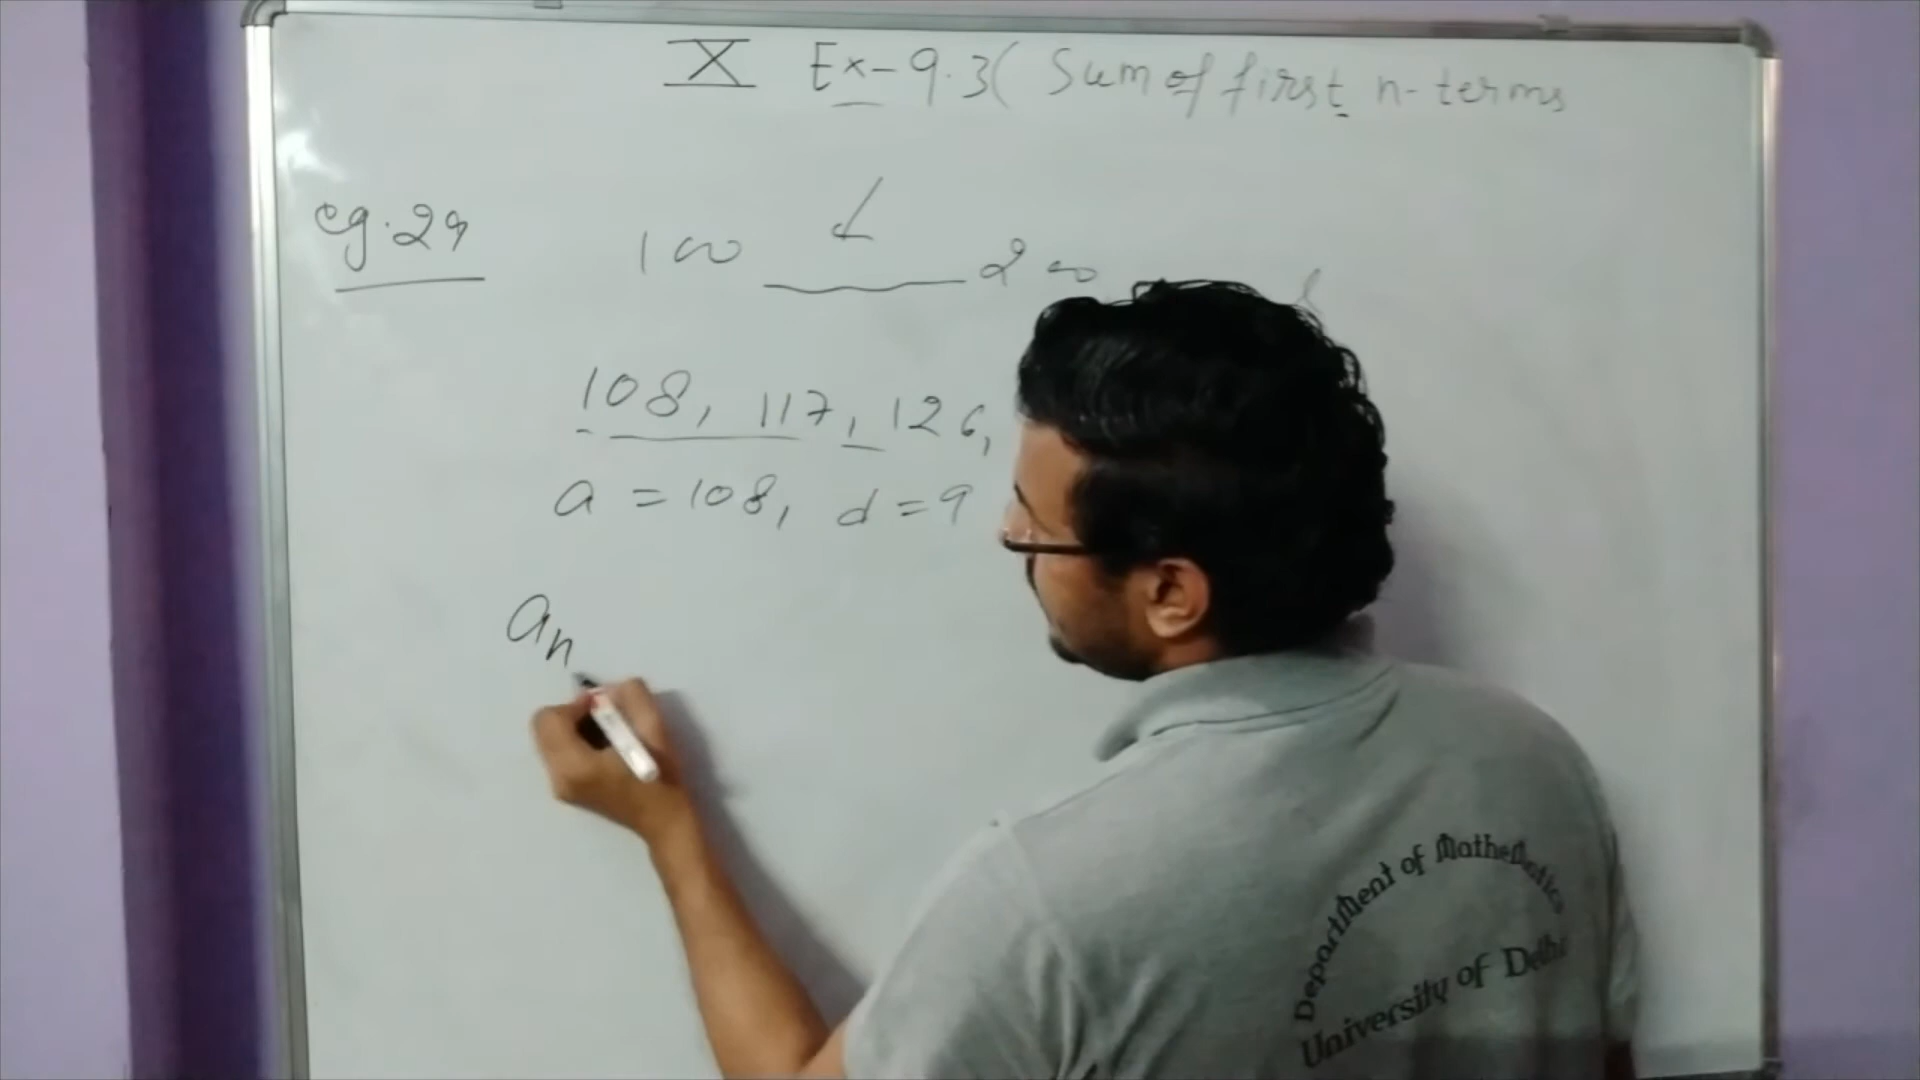 X Ex-9.3( Sum of first n-terms
eg.29
100 200
108, 117, 126,
a = 108, d = 9
an
Department of Mathematics
University of Delhi